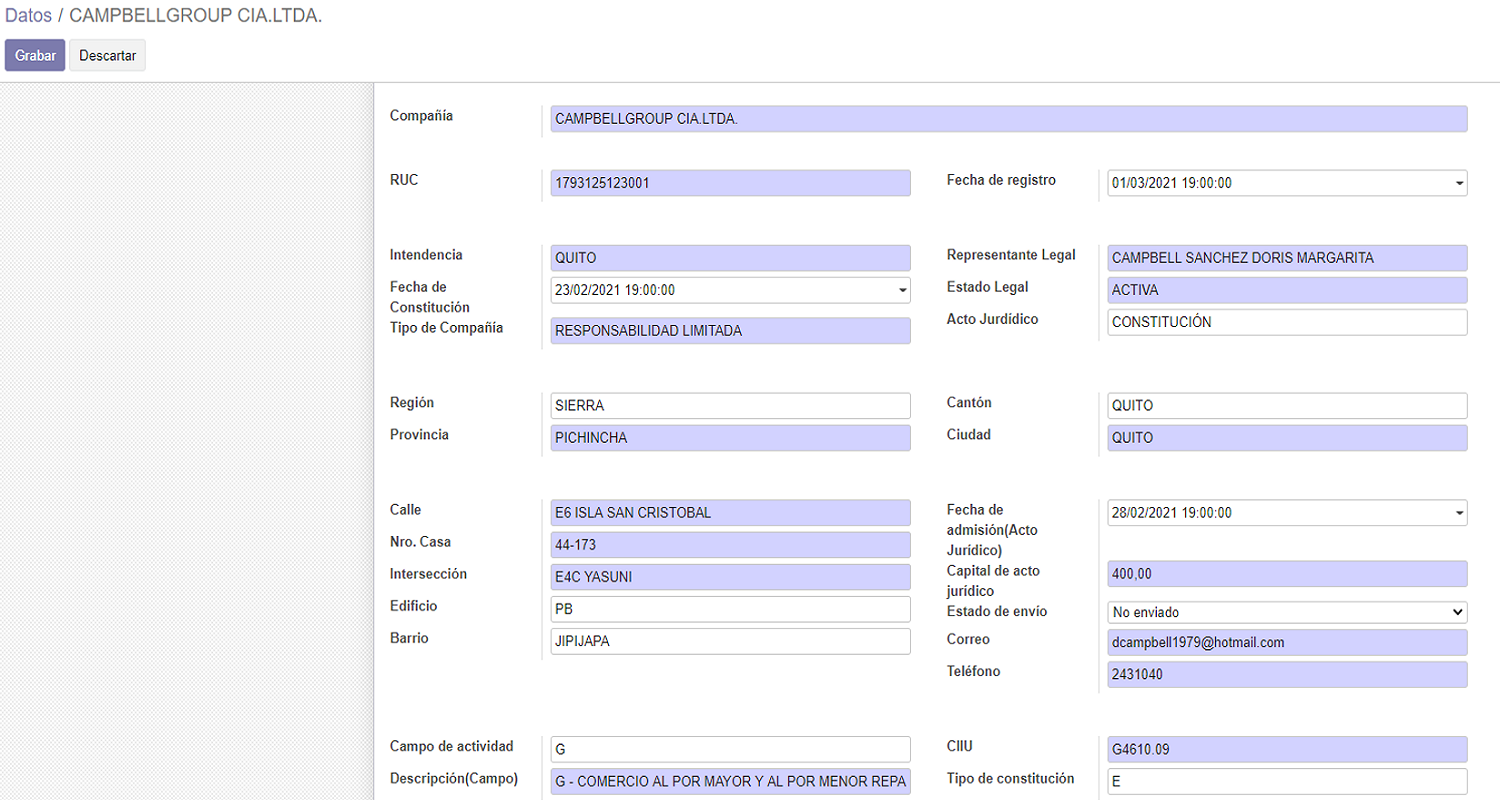 Datos / CAMPBELLGROUP CIA.LTDA.
Grabar Descartar
Compañía CAMPBELLGROUP CIA.LTDA.
RUC 1793125123001 Fecha de registro 01/03/2021 19:00:00
Intendencia QUITO Representante Legal CAMPBELL SANCHEZ DORIS MARGARITA
Fecha de Constitución 23/02/2021 19:00:00 Estado Legal ACTIVA
Tipo de Compañía RESPONSABILIDAD LIMITADA Acto Jurdídico CONSTITUCIÓN
Región SIERRA Cantón QUITO
Provincia PICHINCHA Ciudad QUITO
Calle E6 ISLA SAN CRISTOBAL Fecha de admisión(Acto Jurídico) 28/02/2021 19:00:00
Nro. Casa 44-173
Intersección E4C YASUNI Capital de acto jurídico 400,00
Edificio PB Estado de envío No enviado
Barrio JIPIJAPA Correo dcampbell1979@hotmail.com
Teléfono 2431040
Campo de actividad G CIIU G4610.09
Descripción(Campo) G - COMERCIO AL POR MAYOR Y AL POR MENOR REPA Tipo de constitución E